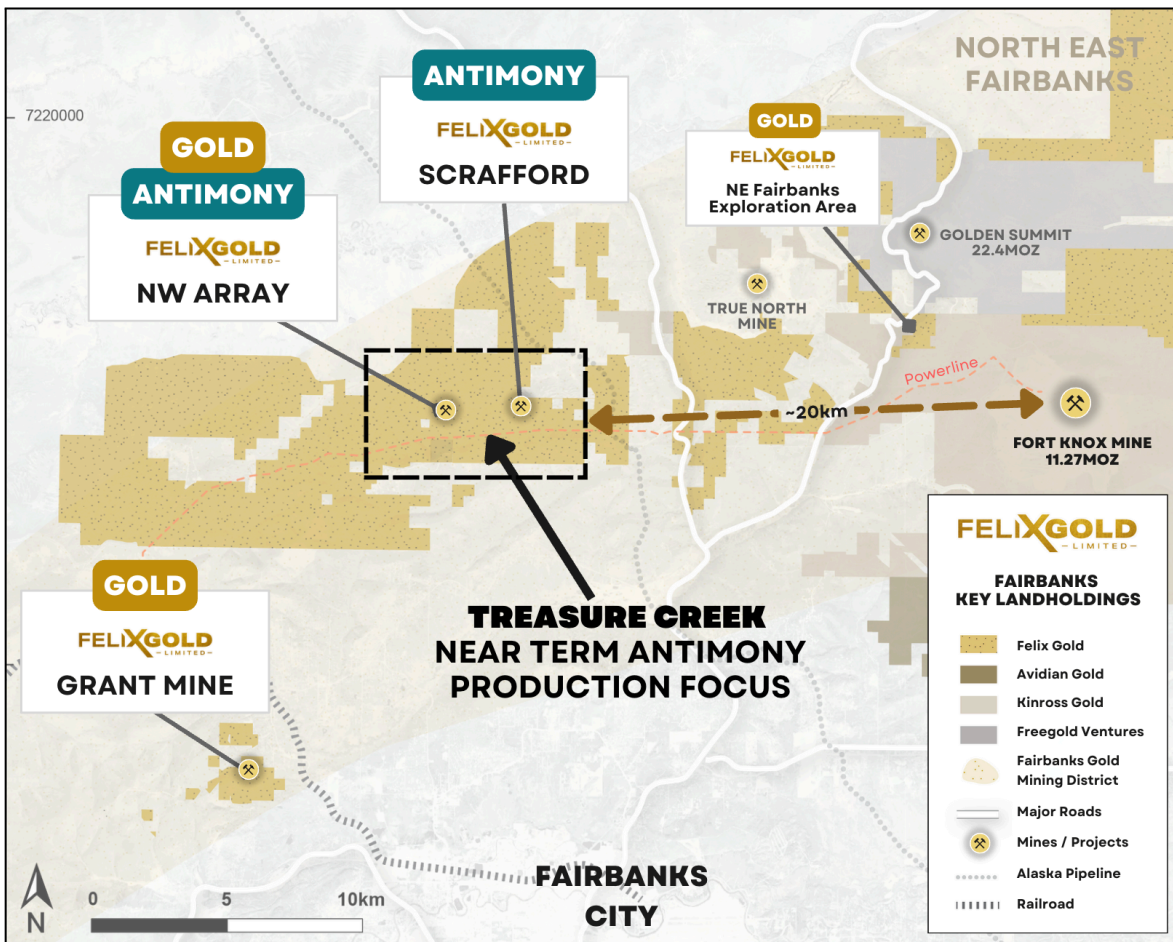 NORTH EAST
FAIRBANKS
7220000
ANTIMONY
FELIXGOLD
LIMITED
SCRAFFORD
GOLD
ANTIMONY
FELIXGOLD
LIMITED
NW ARRAY
GOLD
FELIXGOLD
LIMITED
NE Fairbanks
Exploration Area
GOLDEN SUMMIT
22.4MOZ
TRUE NORTH
MINE
Powerline
~20km
FORT KNOX MINE
11.27MOZ
GOLD
FELIXGOLD
LIMITED
GRANT MINE
TREASURE CREEK
NEAR TERM ANTIMONY
PRODUCTION FOCUS
FAIRBANKS
CITY
N
0 5 10km
FELIXGOLD
LIMITED
FAIRBANKS
KEY LANDHOLDINGS
Felix Gold
Avidian Gold
Kinross Gold
Freegold Ventures
Fairbanks Gold
Mining District
Major Roads
Mines / Projects
Alaska Pipeline
Railroad